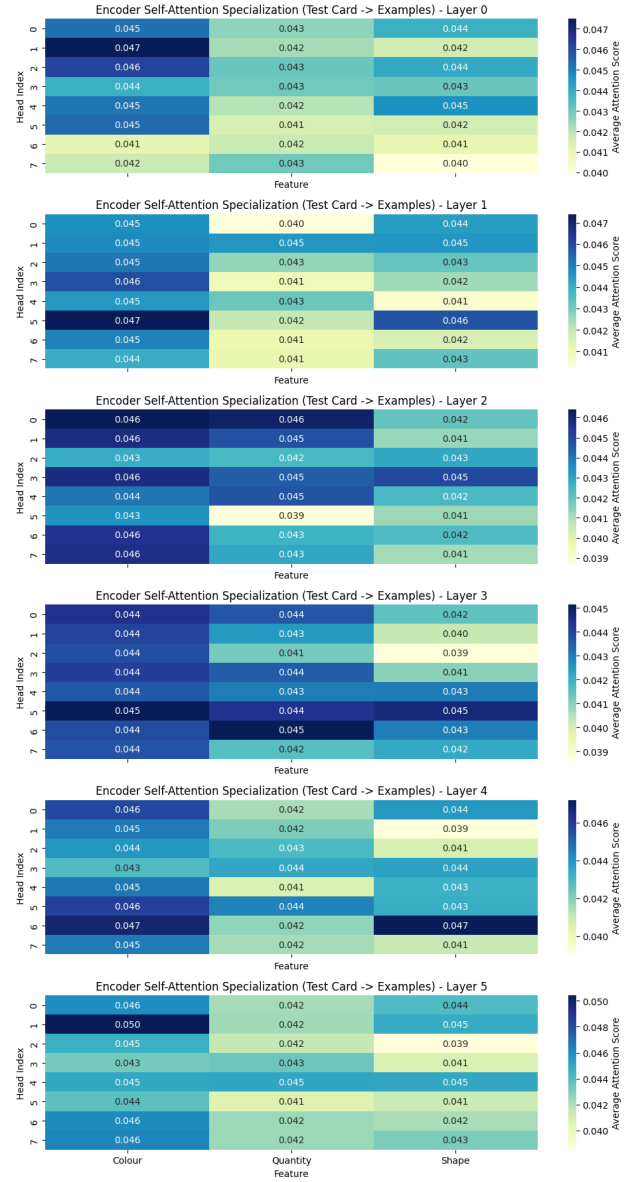 Encoder Self-Attention Specialization (Test Card -> Examples) - Layer 0
Head Index
0 0.045 0.043 0.044
1 0.047 0.042 0.042
2 0.046 0.043 0.044
3 0.044 0.043 0.043
4 0.045 0.042 0.045
5 0.045 0.041 0.042
6 0.041 0.042 0.041
7 0.042 0.043 0.040
Feature
0.047
0.046
0.045
0.044
0.043
0.042
0.041
0.040
Average Attention Score
Encoder Self-Attention Specialization (Test Card -> Examples) - Layer 1
Head Index
0 0.045 0.040 0.044
1 0.045 0.045 0.045
2 0.045 0.043 0.043
3 0.046 0.041 0.042
4 0.045 0.043 0.041
5 0.047 0.042 0.046
6 0.045 0.041 0.042
7 0.044 0.041 0.043
Feature
0.047
0.046
0.045
0.044
0.043
0.042
0.041
Average Attention Score
Encoder Self-Attention Specialization (Test Card -> Examples) - Layer 2
Head Index
0 0.046 0.046 0.042
1 0.046 0.045 0.041
2 0.043 0.042 0.043
3 0.046 0.045 0.045
4 0.044 0.045 0.042
5 0.043 0.039 0.041
6 0.046 0.043 0.042
7 0.046 0.043 0.041
Feature
0.046
0.045
0.044
0.043
0.042
0.041
0.040
0.039
Average Attention Score
Encoder Self-Attention Specialization (Test Card -> Examples) - Layer 3
Head Index
0 0.044 0.044 0.042
1 0.044 0.043 0.040
2 0.044 0.041 0.039
3 0.044 0.044 0.041
4 0.044 0.043 0.043
5 0.045 0.044 0.045
6 0.044 0.045 0.043
7 0.044 0.042 0.042
Feature
0.045
0.044
0.043
0.042
0.041
0.040
0.039
Average Attention Score
Encoder Self-Attention Specialization (Test Card -> Examples) - Layer 4
Head Index
0 0.046 0.042 0.044
1 0.045 0.042 0.039
2 0.044 0.043 0.041
3 0.043 0.044 0.044
4 0.045 0.041 0.043
5 0.046 0.044 0.043
6 0.047 0.042 0.047
7 0.045 0.042 0.041
Feature
0.046
0.044
0.042
0.040
Average Attention Score
Encoder Self-Attention Specialization (Test Card -> Examples) - Layer 5
Head Index
0 0.046 0.042 0.044
1 0.050 0.042 0.045
2 0.045 0.042 0.039
3 0.043 0.043 0.041
4 0.045 0.045 0.045
5 0.044 0.041 0.041
6 0.046 0.042 0.042
7 0.046 0.042 0.043
Colour Quantity Shape
Feature
0.050
0.048
0.046
0.044
0.042
0.040
Average Attention Score